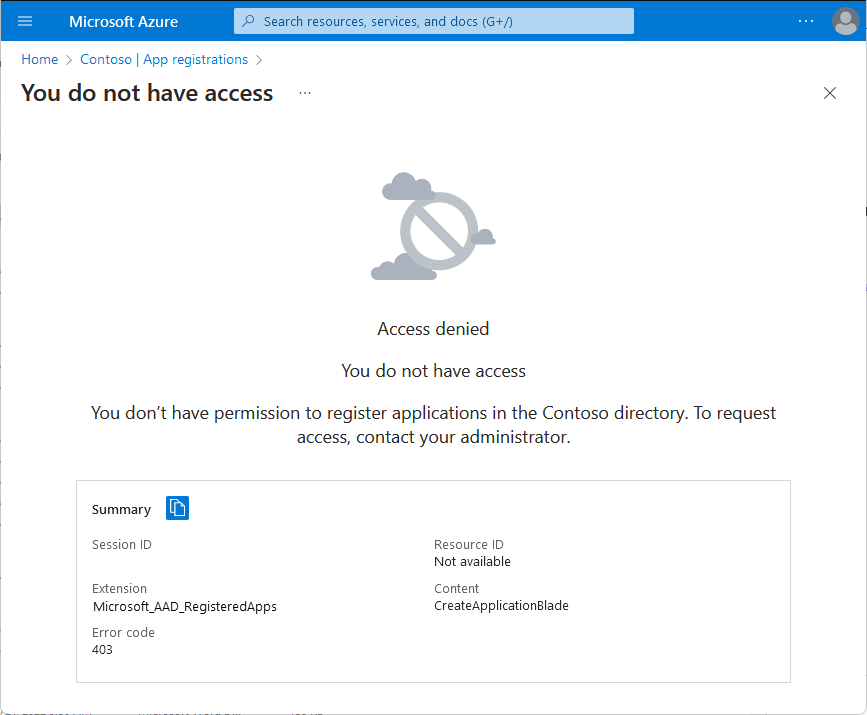 Microsoft Azure
Search resources, services, and docs (G+/)
...
Home > Contoso | App registrations >
You do not have access ...
Access denied
You do not have access
You don’t have permission to register applications in the Contoso directory. To request
access, contact your administrator.
Summary
Session ID
Resource ID
Not available
Extension
Microsoft_AAD_RegisteredApps
Content
CreateApplicationBlade
Error code
403